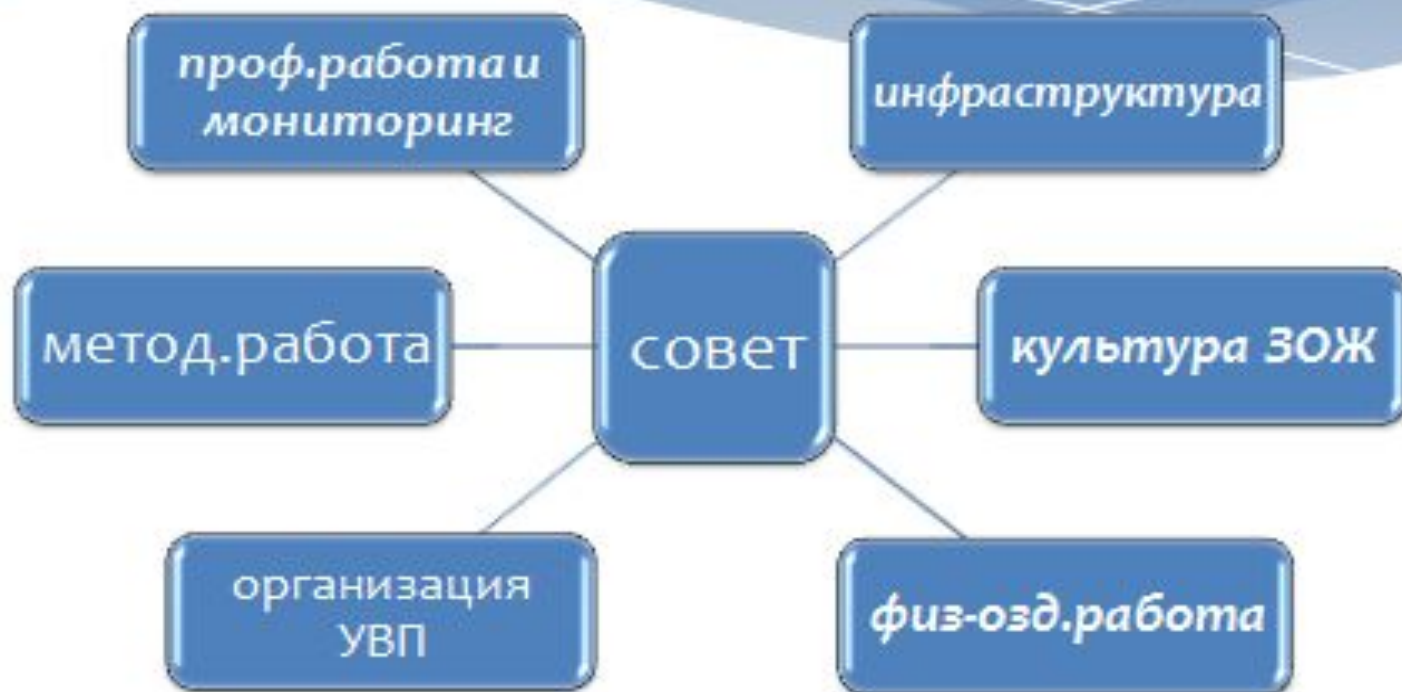 проф.работа и
мониторинг
инфраструктура
метод.работа
совет
культура ЗОЖ
организация
УВП
физ-озд.работа